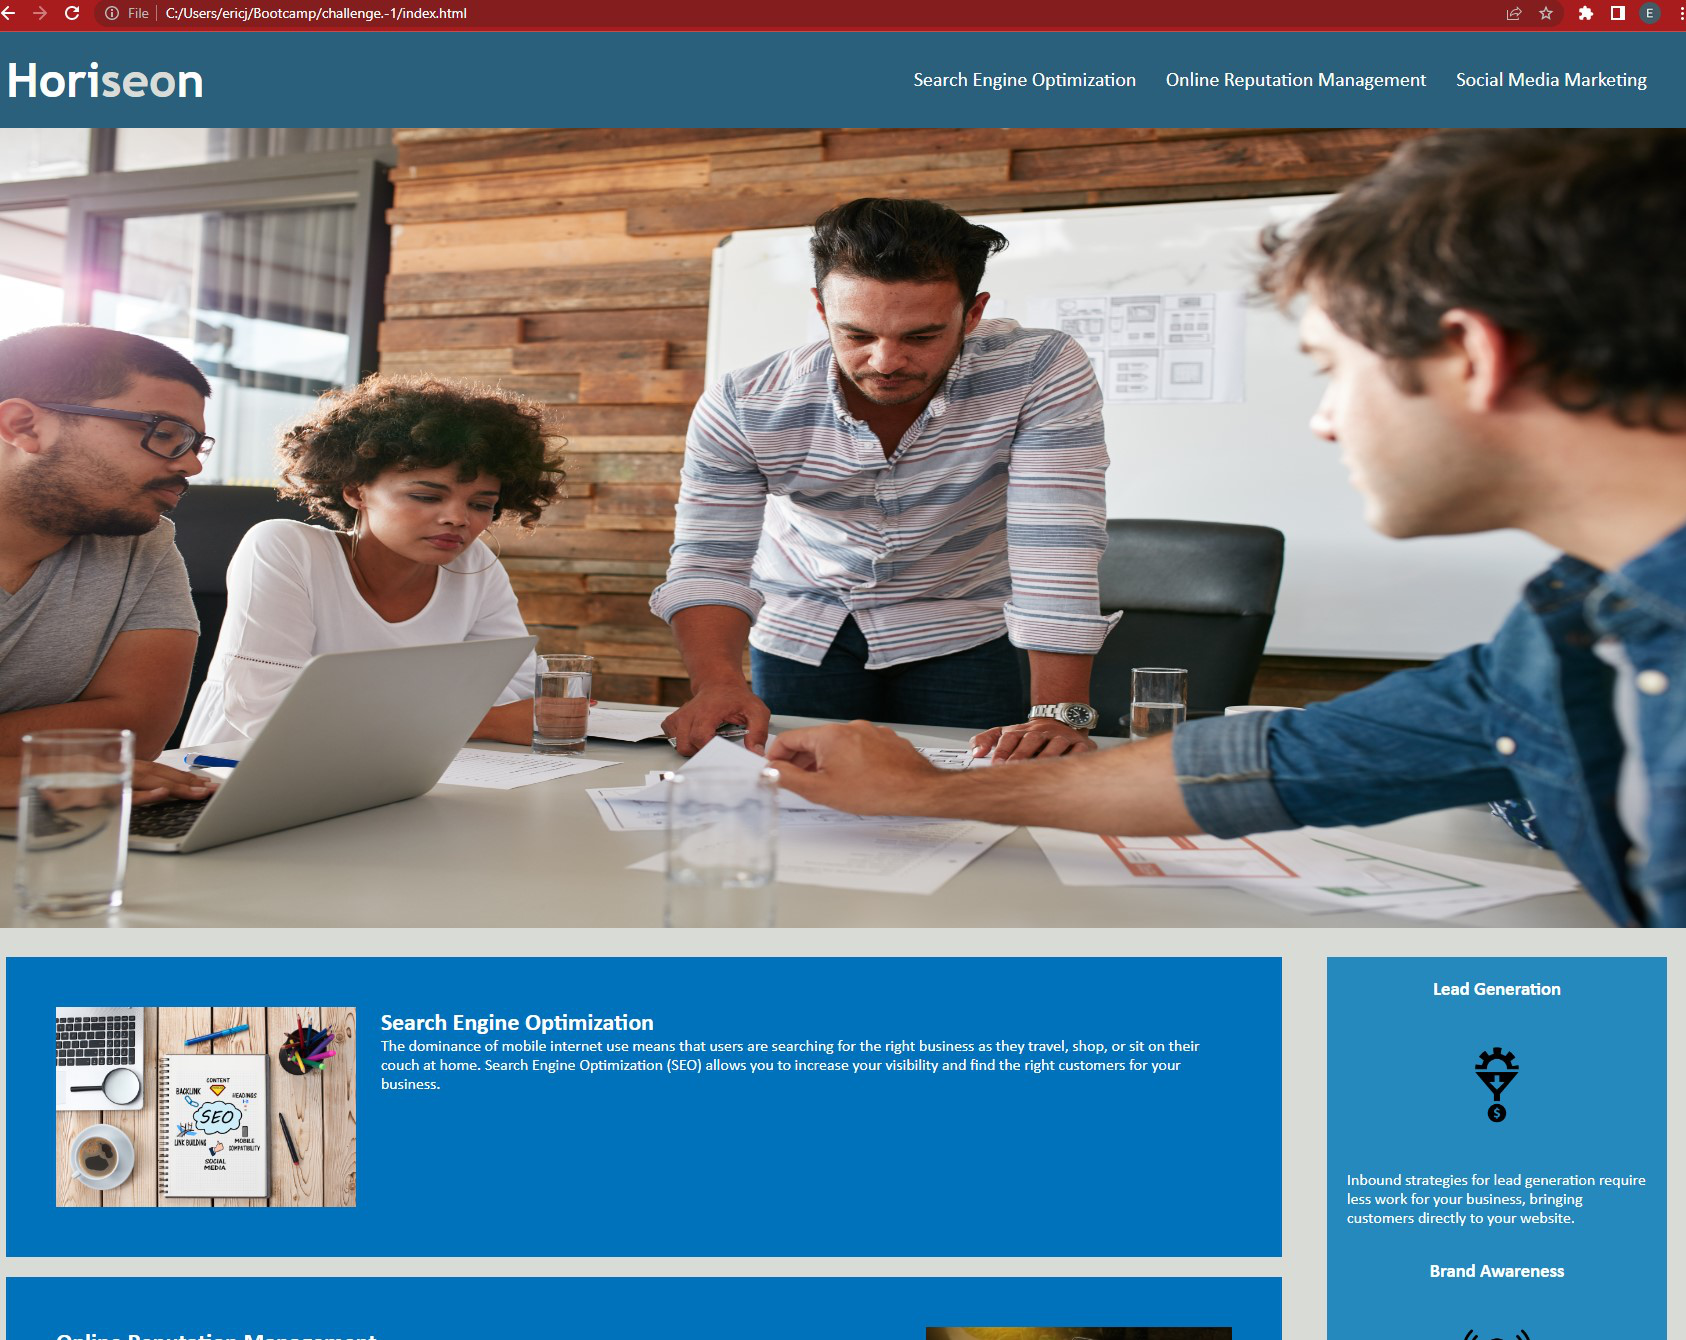 File C:/Users/ericj/Bootcamp/challenge.-1/index.html
E
Horiseon
Search Engine Optimization Online Reputation Management Social Media Marketing
CONTENT
BACKLINK
HEADINGS
SEO
LINK BUILDING
MOBILE
COMPATIBILITY
SOCIAL
MEDIA
Search Engine Optimization
The dominance of mobile internet use means that users are searching for the right business as they travel, shop, or sit on their
couch at home. Search Engine Optimization (SEO) allows you to increase your visibility and find the right customers for your
business.
Lead Generation
$
Inbound strategies for lead generation require
less work for your business, bringing
customers directly to your website.
Brand Awareness
Online Reputation Management